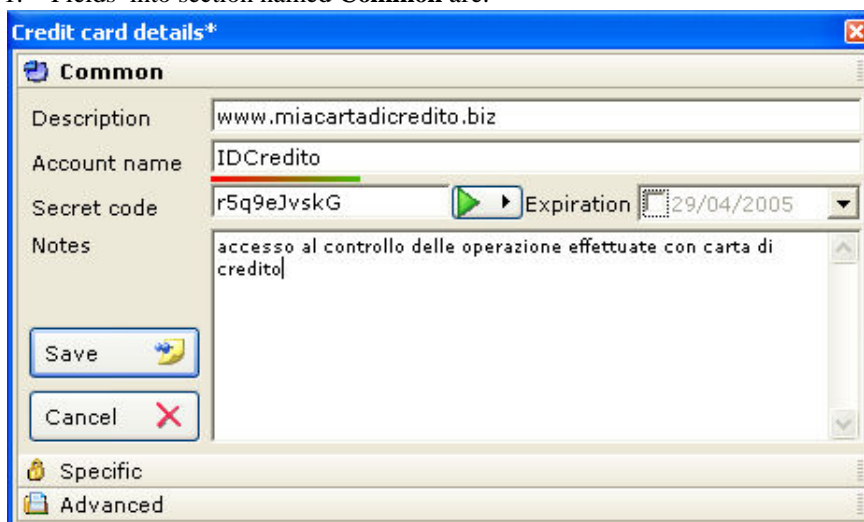 1. Fields into section named Common are:
Credit card details*
Common
Description www.miacartadicredito.biz
Account name IDCredito
Secret code r5q9eJvskG Expiration 29/04/2005
Notes accesso al controllo delle operazione effettuate con carta di
credito
Save
Cancel
Specific
Advanced